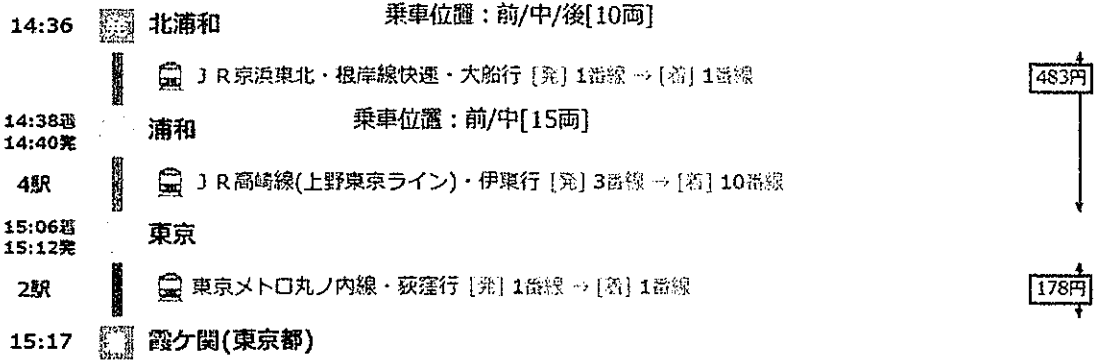 14:36 発 北浦和 乗車位置：前/中/後[10両]
ＪＲ京浜東北・根岸線快速・大船行 [発] 1番線 → [着] 1番線 483円
14:38着
14:40発 浦和 乗車位置：前/中[15両]
4駅 ＪＲ高崎線(上野東京ライン)・伊東行 [発] 3番線 → [着] 10番線
15:06着
15:12発 東京
2駅 東京メトロ丸ノ内線・荻窪行 [発] 1番線 → [着] 1番線 178円
15:17 霞ケ関(東京都)